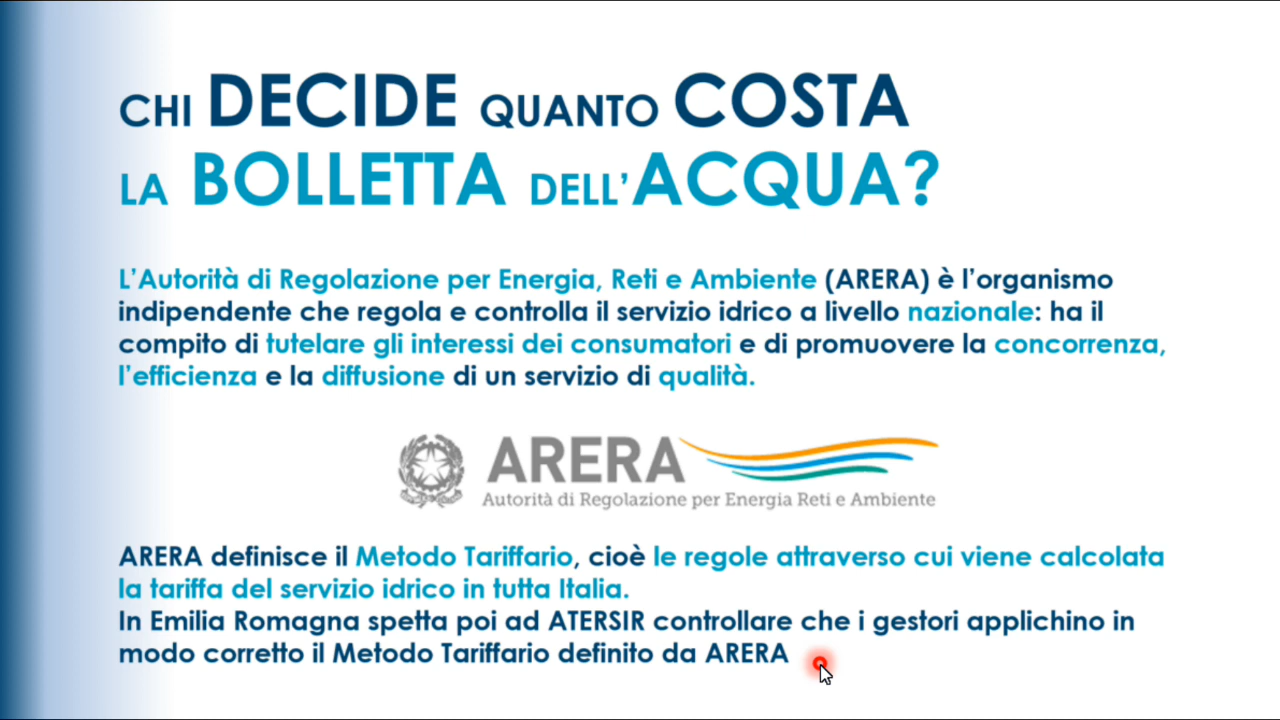 CHI DECIDE QUANTO COSTA
LA BOLLETTA DELL'ACQUA?
L'Autorità di Regolazione per Energia, Reti e Ambiente (ARERA) è l'organismo
indipendente che regola e controlla il servizio idrico a livello nazionale: ha il
compito di tutelare gli interessi dei consumatori e di promuovere la concorrenza,
l'efficienza e la diffusione di un servizio di qualità.
ARERA
Autorità di Regolazione per Energia Reti e Ambiente
ARERA definisce il Metodo Tariffario, cioè le regole attraverso cui viene calcolata
la tariffa del servizio idrico in tutta Italia.
In Emilia Romagna spetta poi ad ATERSIR controllare che i gestori applichino in
modo corretto il Metodo Tariffario definito da ARERA